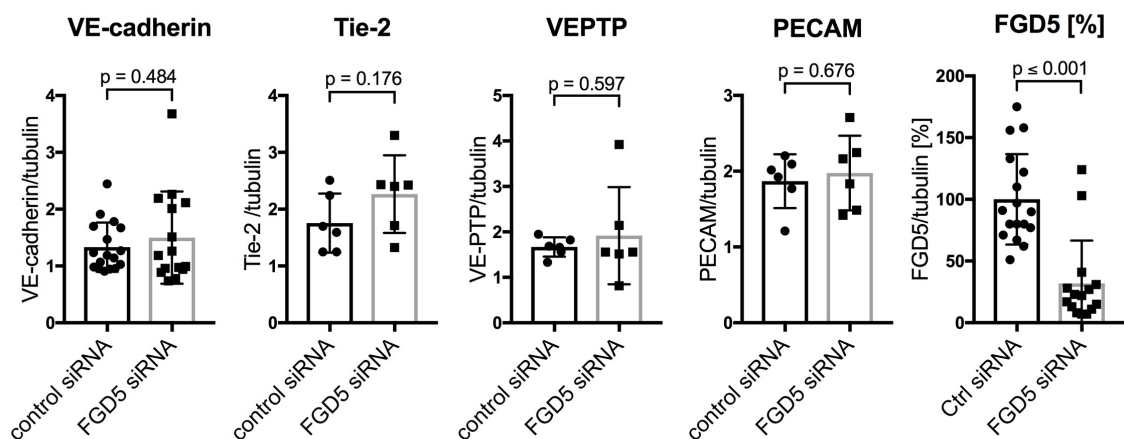 VE-cadherin
p = 0.484
VE-cadherin/tubulin
4
3
2
1
0
control siRNA
FGD5 siRNA
Tie-2
p = 0.176
Tie-2 /tubulin
4
3
2
1
0
control siRNA
FGD5 siRNA
VEPTP
p = 0.597
VE-PTP/tubulin
5
4
3
2
1
0
control siRNA
FGD5 siRNA
PECAM
p = 0.676
PECAM/tubulin
3
2
1
0
control siRNA
FGD5 siRNA
FGD5 [%]
p ≤ 0.001
FGD5/tubulin [%]
200
150
100
50
0
Ctrl siRNA
FGD5 siRNA